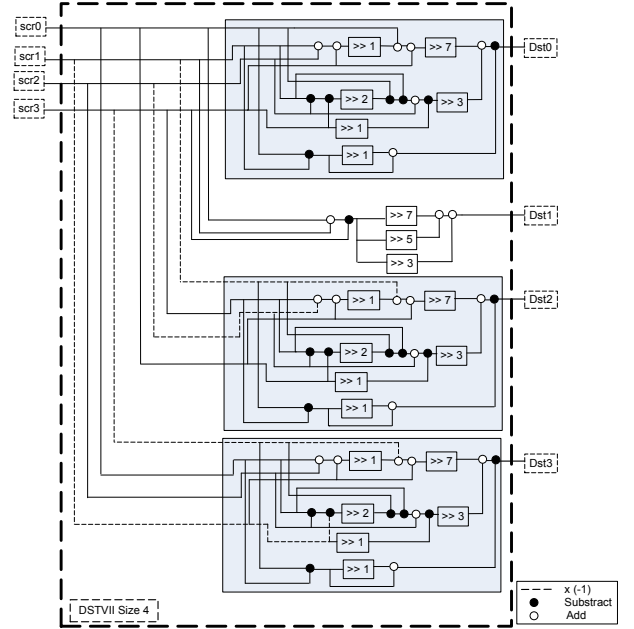 scr0
scr1
scr2
scr3
>> 1
>> 7
Dst0
>> 2
>> 3
>> 1
>> 1
>> 7
Dst1
>> 5
>> 3
>> 1
>> 7
Dst2
>> 2
>> 3
>> 1
>> 1
>> 1
>> 7
Dst3
>> 2
>> 3
>> 1
>> 1
DSTVII Size 4
x (-1)
Substract
Add